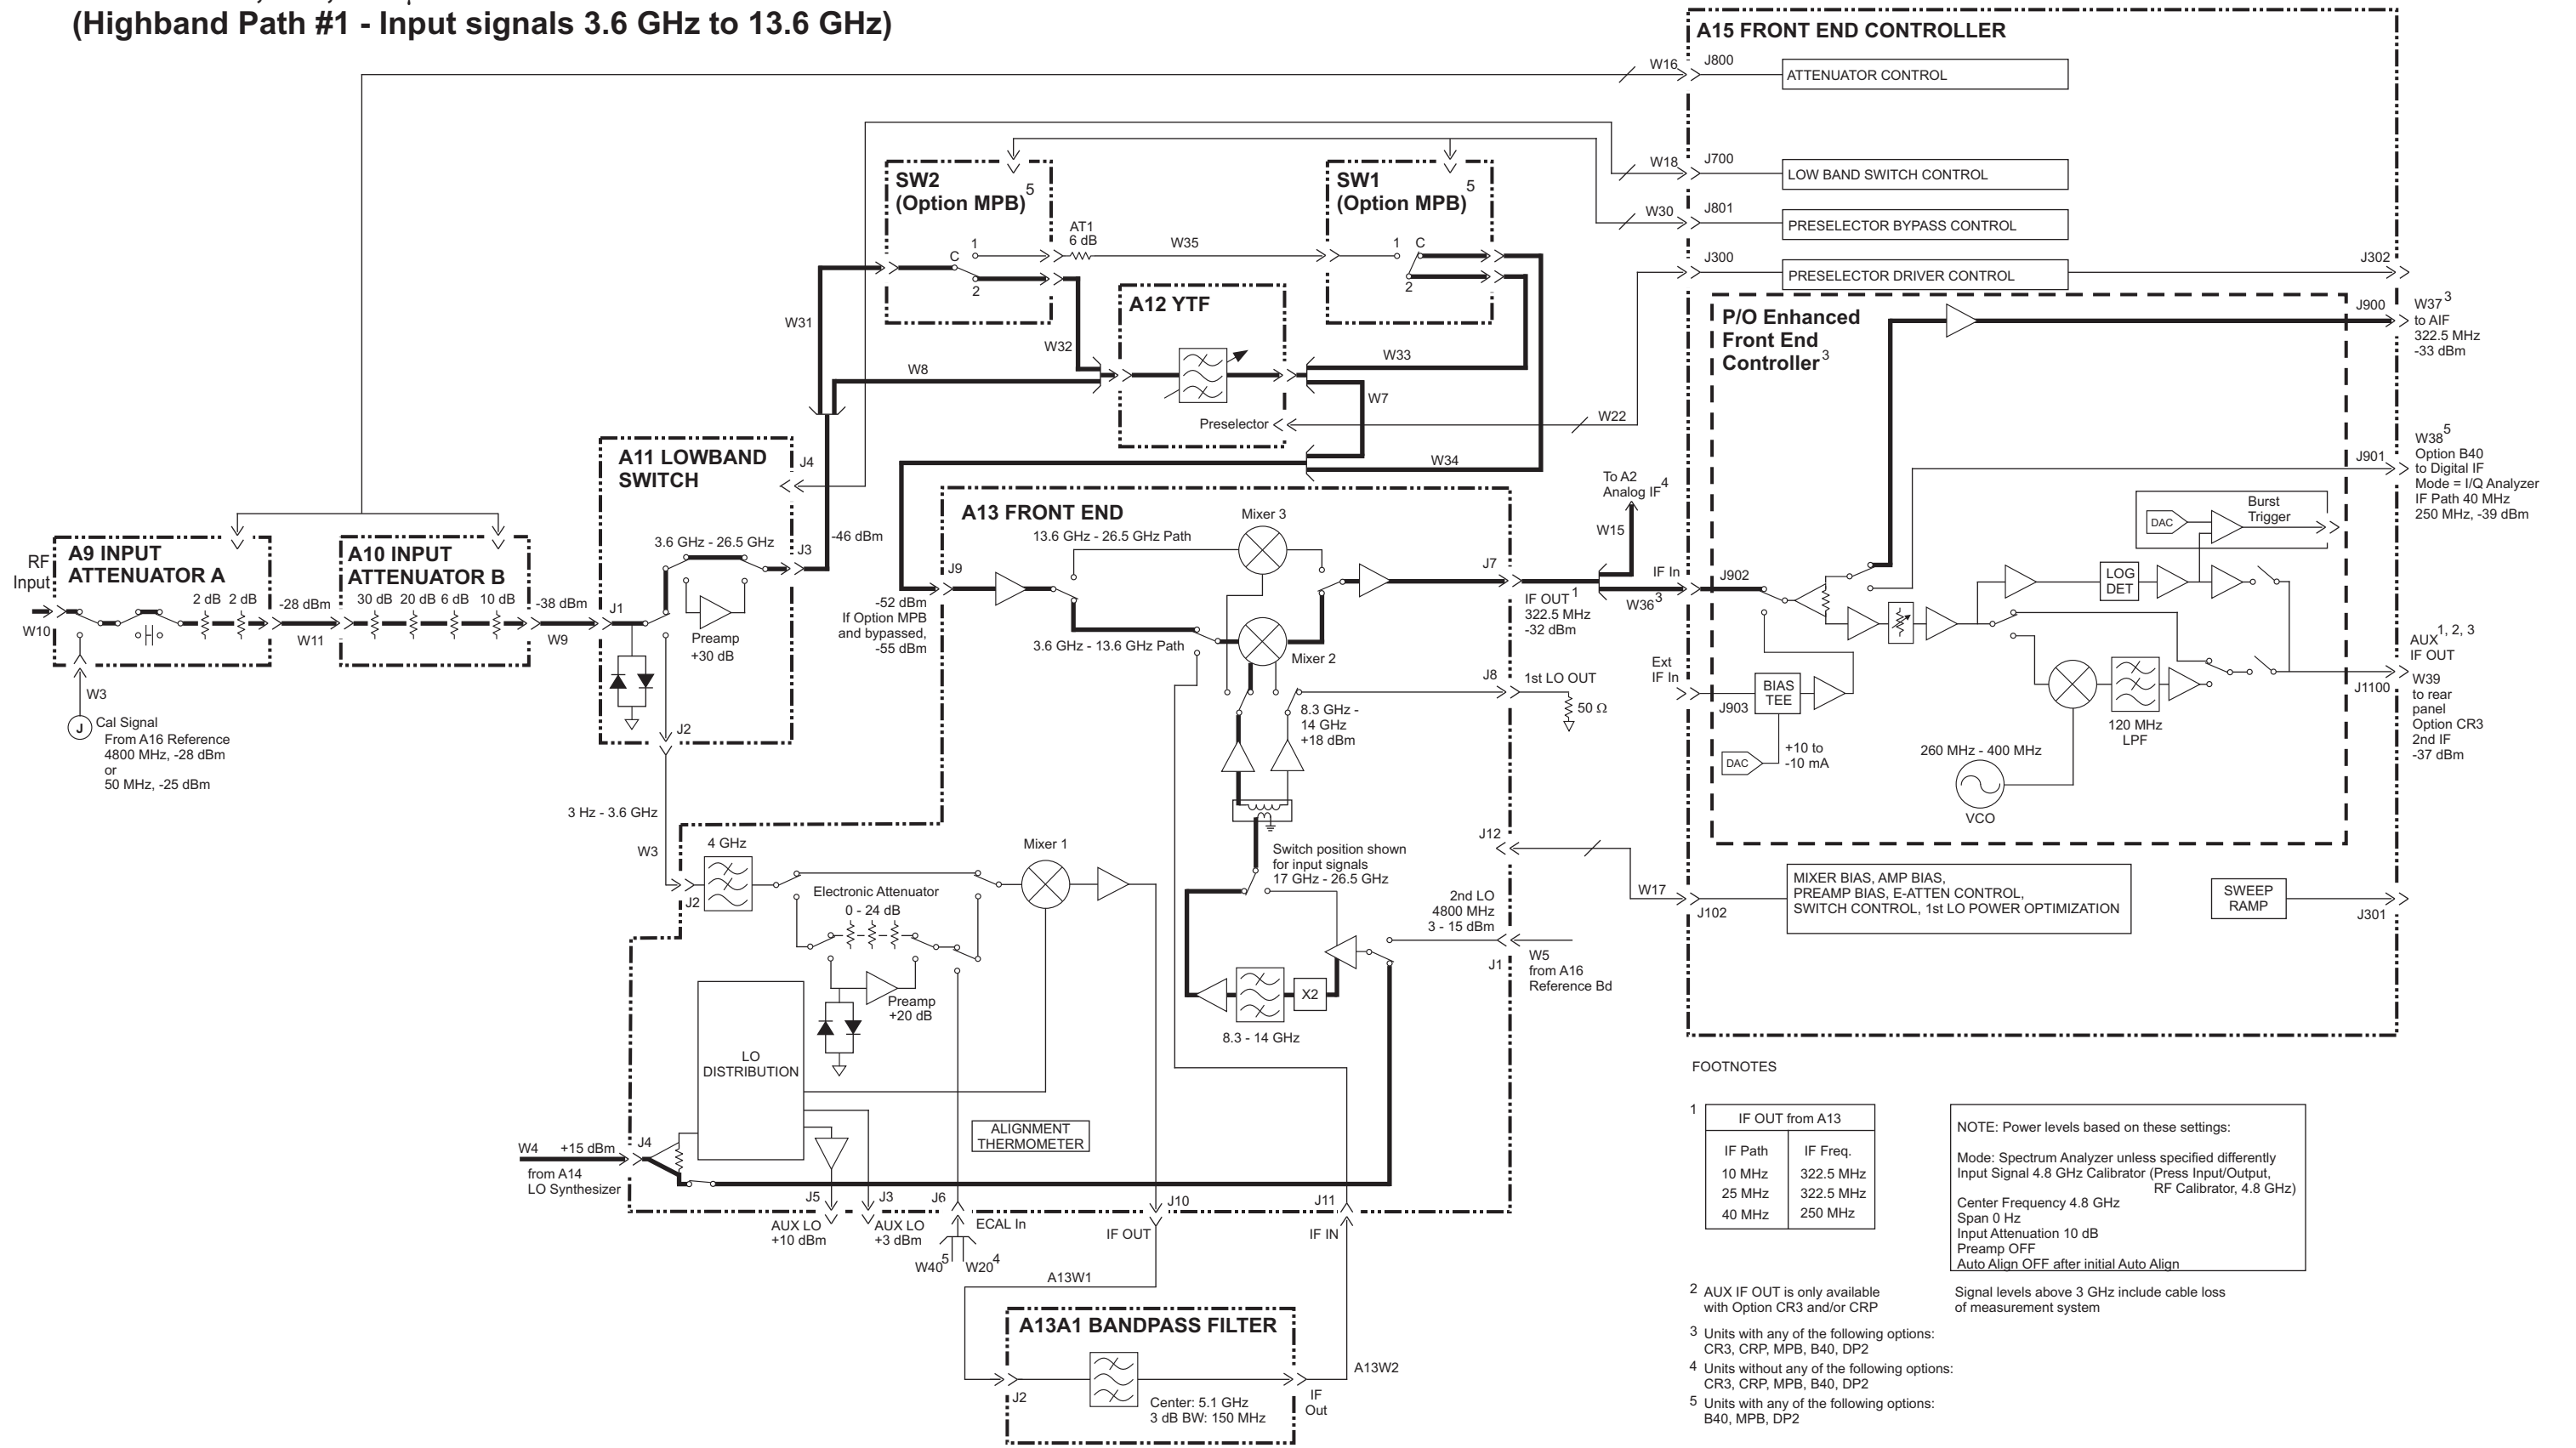 (Highband Path #1 - Input signals 3.6 GHz to 13.6 GHz)
A15 FRONT END CONTROLLER
W16
J800
ATTENUATOR CONTROL
W18
J700
LOW BAND SWITCH CONTROL
W30
J801
PRESELECTOR BYPASS CONTROL
J300
PRESELECTOR DRIVER CONTROL
J302
SW2
(Option MPB)5
C
1
2
AT1
6 dB
W35
SW1
(Option MPB)5
1
C
2
A12 YTF
Preselector
W31
W32
W8
W33
W7
W22
W34
P/O Enhanced
Front End
Controller3
J900
W373
to AIF
322.5 MHz
-33 dBm
J901
W385
Option B40
to Digital IF
Mode = I/Q Analyzer
IF Path 40 MHz
250 MHz, -39 dBm
Burst
Trigger
DAC
LOG
DET
J902
BIAS
TEE
J903
DAC
+10 to
-10 mA
260 MHz - 400 MHz
VCO
120 MHz
LPF
AUX1, 2, 3
IF OUT
J1100
W39
to rear
panel
Option CR3
2nd IF
-37 dBm
A11 LOWBAND
SWITCH
J4
3.6 GHz - 26.5 GHz
J3
-46 dBm
J1
Preamp
+30 dB
J2
RF
Input
W10
A9 INPUT
ATTENUATOR A
2 dB 2 dB
-28 dBm
W11
A10 INPUT
ATTENUATOR B
30 dB 20 dB 6 dB 10 dB
-38 dBm
W9
W3
J
Cal Signal
From A16 Reference
4800 MHz, -28 dBm
or
50 MHz, -25 dBm
3 Hz - 3.6 GHz
W3
A13 FRONT END
J9
-52 dBm
If Option MPB
and bypassed,
-55 dBm
13.6 GHz - 26.5 GHz Path
Mixer 3
3.6 GHz - 13.6 GHz Path
Mixer 2
J7
To A2
Analog IF4
W15
IF OUT1
322.5 MHz
-32 dBm
W363
IF In
Ext
IF In
J8
1st LO OUT
50 Ω
8.3 GHz -
14 GHz
+18 dBm
Switch position shown
for input signals
17 GHz - 26.5 GHz
J12
W17
J102
MIXER BIAS, AMP BIAS,
PREAMP BIAS, E-ATTEN CONTROL,
SWITCH CONTROL, 1st LO POWER OPTIMIZATION
SWEEP
RAMP
J301
2nd LO
4800 MHz
3 - 15 dBm
J1
W5
from A16
Reference Bd
X2
8.3 - 14 GHz
J2
4 GHz
Electronic Attenuator
0 - 24 dB
Preamp
+20 dB
Mixer 1
LO
DISTRIBUTION
ALIGNMENT
THERMOMETER
W4 +15 dBm
J4
from A14
LO Synthesizer
J5
AUX LO
+10 dBm
J3
AUX LO
+3 dBm
J6
ECAL In
W405
W204
J10
IF OUT
J11
IF IN
A13W1
A13A1 BANDPASS FILTER
J2
Center: 5.1 GHz
3 dB BW: 150 MHz
IF
Out
A13W2
FOOTNOTES
1
IF OUT from A13
IF Path IF Freq.
10 MHz 322.5 MHz
25 MHz 322.5 MHz
40 MHz 250 MHz
NOTE: Power levels based on these settings:
Mode: Spectrum Analyzer unless specified differently
Input Signal 4.8 GHz Calibrator (Press Input/Output,
RF Calibrator, 4.8 GHz)
Center Frequency 4.8 GHz
Span 0 Hz
Input Attenuation 10 dB
Preamp OFF
Auto Align OFF after initial Auto Align
Signal levels above 3 GHz include cable loss
of measurement system
2 AUX IF OUT is only available
with Option CR3 and/or CRP
3 Units with any of the following options:
CR3, CRP, MPB, B40, DP2
4 Units without any of the following options:
CR3, CRP, MPB, B40, DP2
5 Units with any of the following options:
B40, MPB, DP2